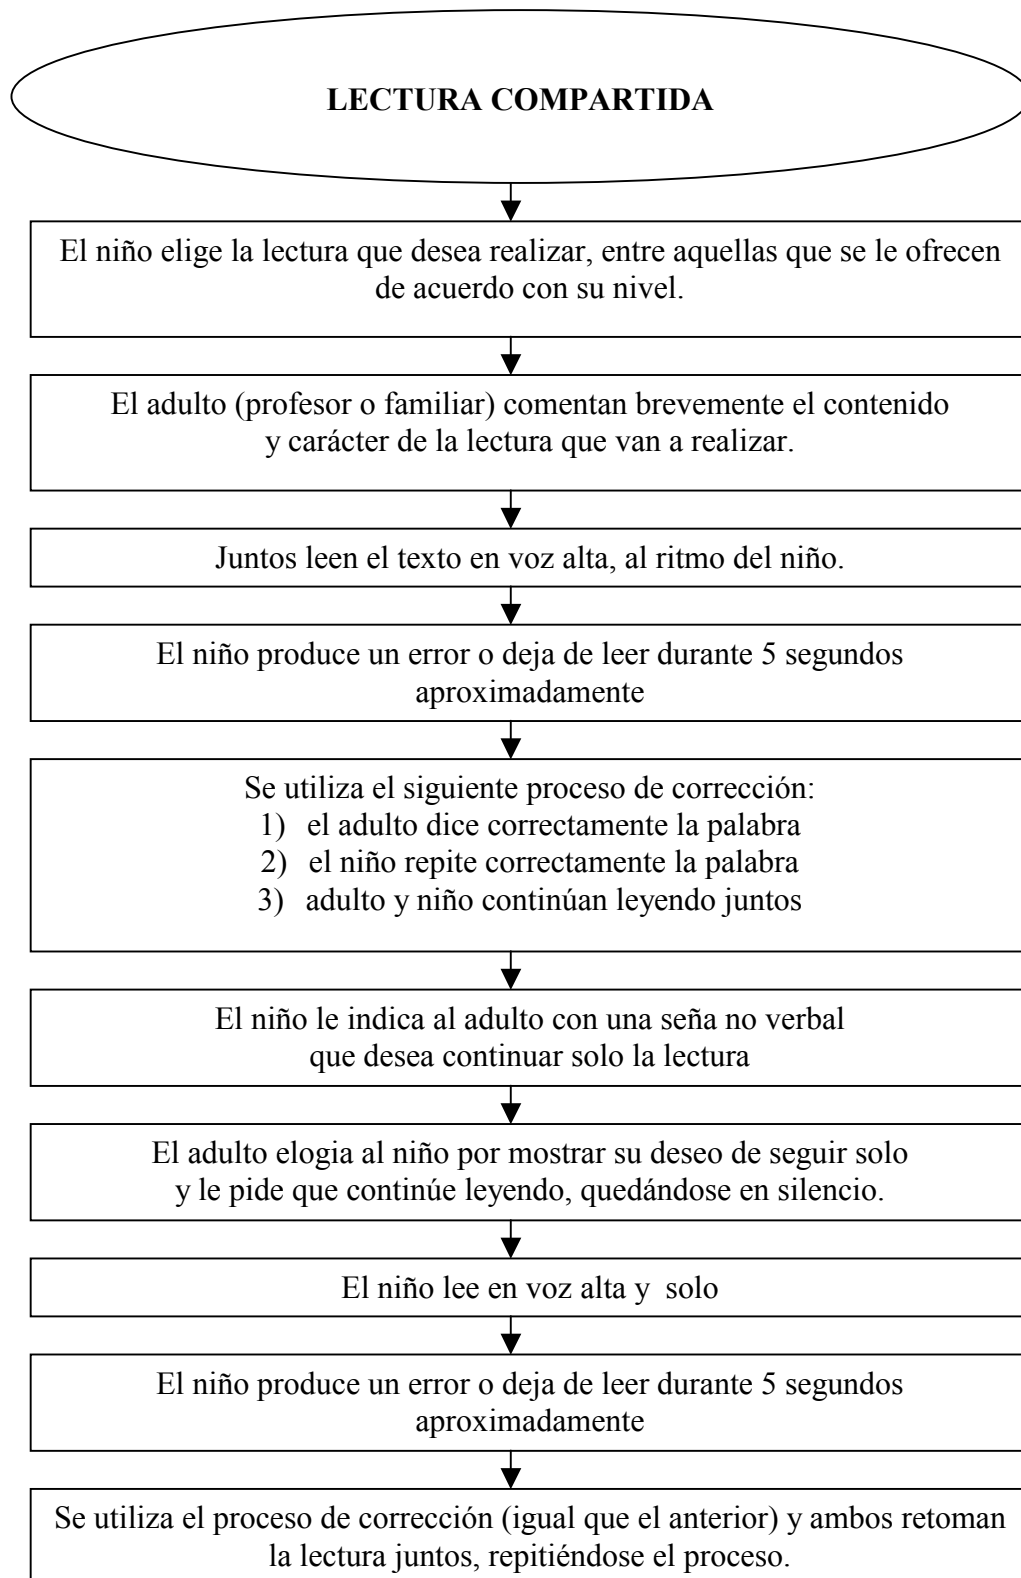 LECTURA COMPARTIDA
El niño elige la lectura que desea realizar, entre aquellas que se le ofrecen
de acuerdo con su nivel.
El adulto (profesor o familiar) comentan brevemente el contenido
y carácter de la lectura que van a realizar.
Juntos leen el texto en voz alta, al ritmo del niño.
El niño produce un error o deja de leer durante 5 segundos
aproximadamente
Se utiliza el siguiente proceso de corrección:
1) el adulto dice correctamente la palabra
2) el niño repite correctamente la palabra
3) adulto y niño continúan leyendo juntos
El niño le indica al adulto con una seña no verbal
que desea continuar solo la lectura
El adulto elogia al niño por mostrar su deseo de seguir solo
y le pide que continúe leyendo, quedándose en silencio.
El niño lee en voz alta y solo
El niño produce un error o deja de leer durante 5 segundos
aproximadamente
Se utiliza el proceso de corrección (igual que el anterior) y ambos retoman
la lectura juntos, repitiéndose el proceso.